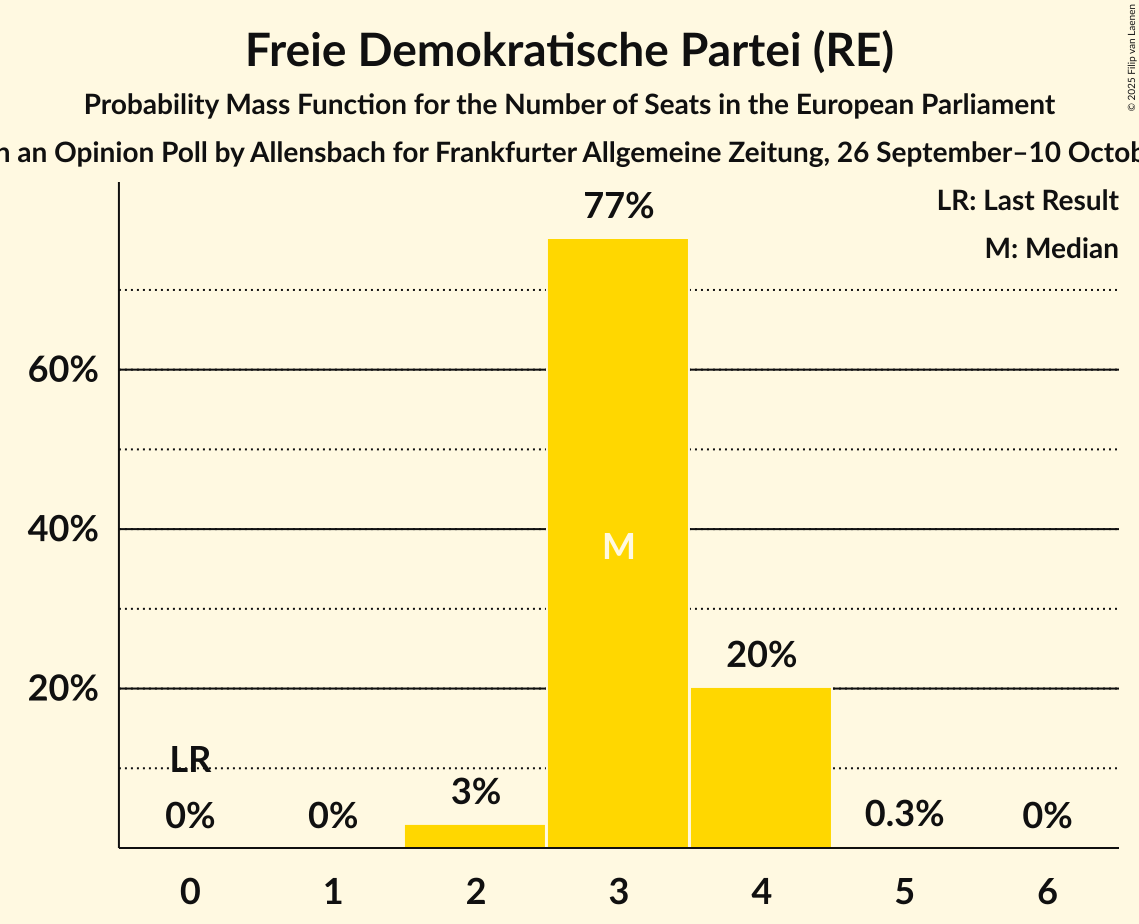 Freie Demokratische Partei (RE)
Probability Mass Function for the Number of Seats in the European Parliament
an Opinion Poll by Allensbach for Frankfurter Allgemeine Zeitung, 26 September–10
© 2025 Filip van Laenen
LR: Last Result
M: Median
77%
60%
40%
M
20%
20%
LR
3%
0%
0%
0.3%
0%
0 1 2 3 4 5 6